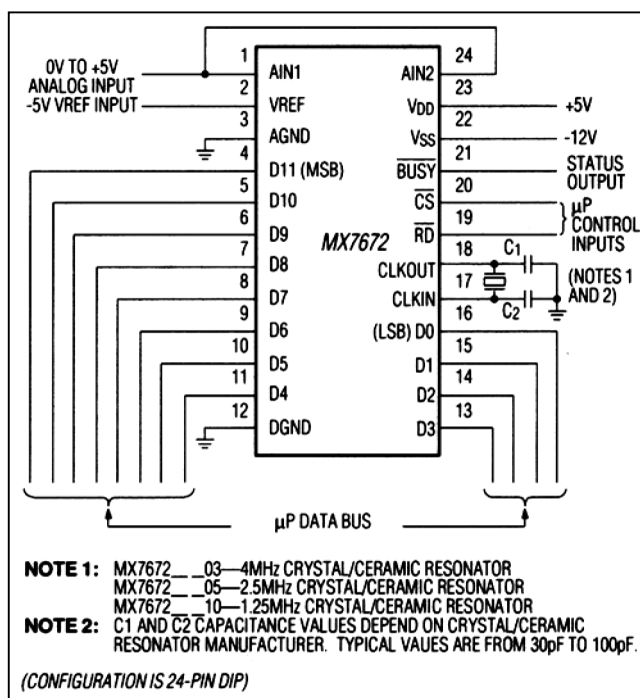 0V TO +5V
ANALOG INPUT
-5V VREF INPUT
1
AIN1
2
VREF
3
AGND
4
D11 (MSB)
5
D10
6
D9
7
D8
8
D7
9
D6
10
D5
11
D4
12
DGND
MX7672
24
AIN2
23
VDD
+5V
22
VSS
-12V
21
BUSY
STATUS
OUTPUT
20
CS
19
RD
µP
CONTROL
INPUTS
18
CLKOUT
C1
17
CLKIN
C2
(NOTES 1
AND 2)
16
(LSB) D0
15
D1
14
D2
13
D3
µP DATA BUS
NOTE 1: MX7672_ _03—4MHz CRYSTAL/CERAMIC RESONATOR
MX7672_ _05—2.5MHz CRYSTAL/CERAMIC RESONATOR
MX7672_ _10—1.25MHz CRYSTAL/CERAMIC RESONATOR
NOTE 2: C1 AND C2 CAPACITANCE VALUES DEPEND ON CRYSTAL/CERAMIC
RESONATOR MANUFACTURER. TYPICAL VAUES ARE FROM 30pF TO 100pF.
(CONFIGURATION IS 24-PIN DIP)